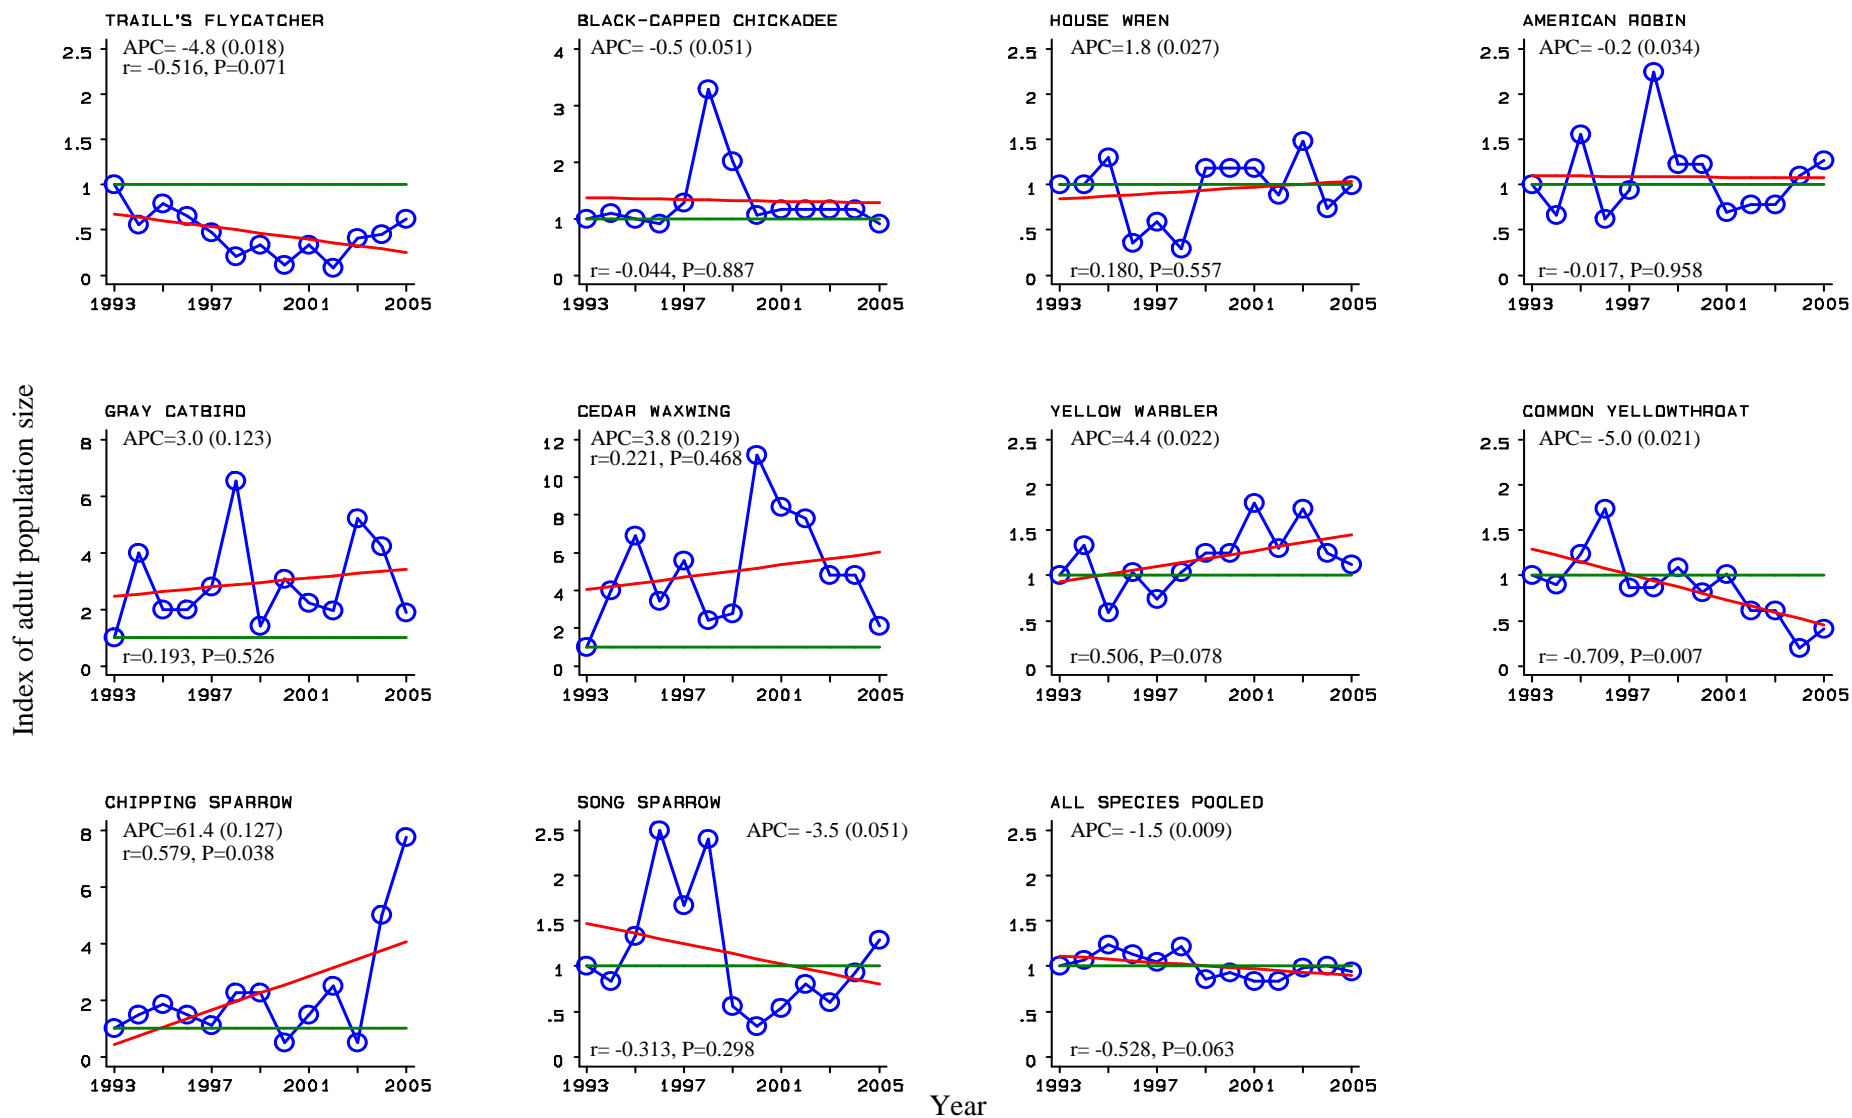 TRAILL'S FLYCATCHER
APC= -4.8 (0.018)
r= -0.516, P=0.071
2.5
2
1.5
1
.5
0
1993 1997 2001 2005
BLACK-CAPPED CHICKADEE
APC= -0.5 (0.051)
4
3
2
1
0
r= -0.044, P=0.887
1993 1997 2001 2005
HOUSE WREN
APC=1.8 (0.027)
2.5
2
1.5
1
.5
0
r=0.180, P=0.557
1993 1997 2001 2005
AMERICAN ROBIN
APC= -0.2 (0.034)
2.5
2
1.5
1
.5
0
r= -0.017, P=0.958
1993 1997 2001 2005
Index of adult population size
GRAY CATBIRD
APC=3.0 (0.123)
8
6
4
2
0
r=0.193, P=0.526
1993 1997 2001 2005
CEDAR WAXWING
APC=3.8 (0.219)
r=0.221, P=0.468
12
10
8
6
4
2
0
1993 1997 2001 2005
YELLOW WARBLER
APC=4.4 (0.022)
2.5
2
1.5
1
.5
0
r=0.506, P=0.078
1993 1997 2001 2005
COMMON YELLOWTHROAT
APC= -5.0 (0.021)
2.5
2
1.5
1
.5
0
r= -0.709, P=0.007
1993 1997 2001 2005
CHIPPING SPARROW
APC=61.4 (0.127)
r=0.579, P=0.038
8
6
4
2
0
1993 1997 2001 2005
SONG SPARROW
APC= -3.5 (0.051)
2.5
2
1.5
1
.5
0
r= -0.313, P=0.298
1993 1997 2001 2005
ALL SPECIES POOLED
APC= -1.5 (0.009)
2.5
2
1.5
1
.5
0
r= -0.528, P=0.063
1993 1997 2001 2005
Year